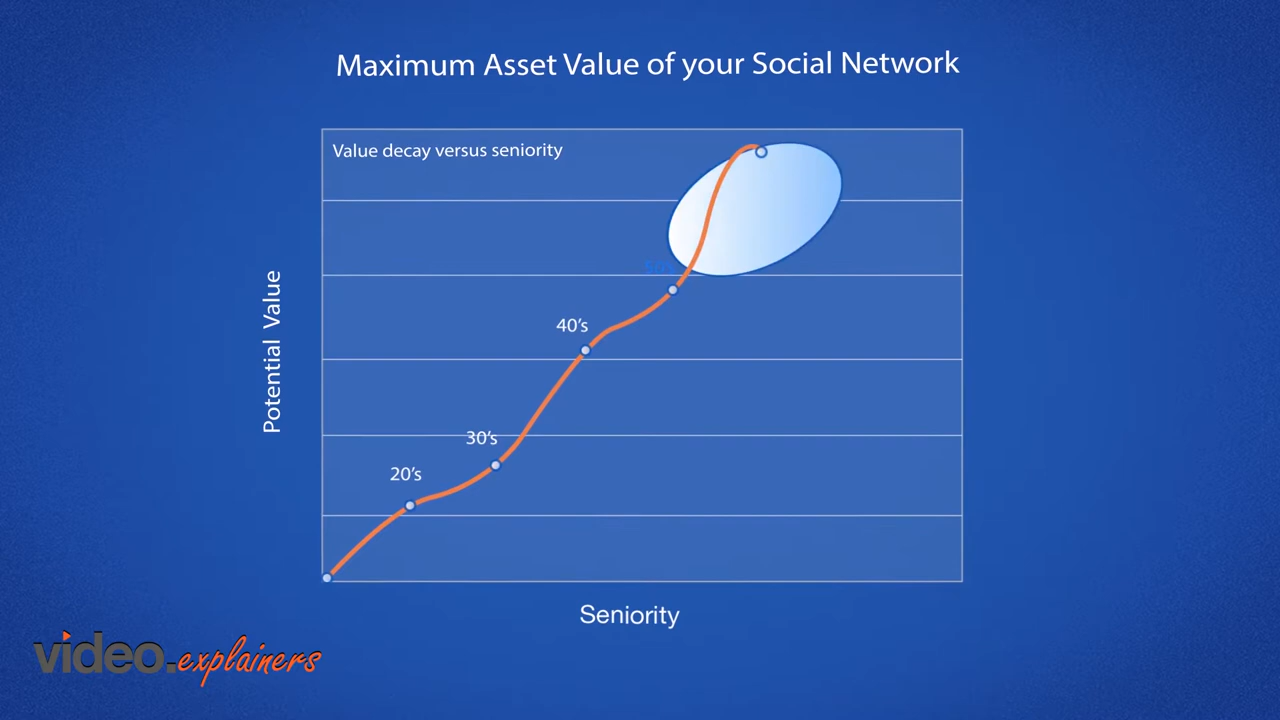 Maximum Asset Value of your Social Network
Value decay versus seniority
50's
40's
30's
20's
Potential Value
Seniority
video.explainers